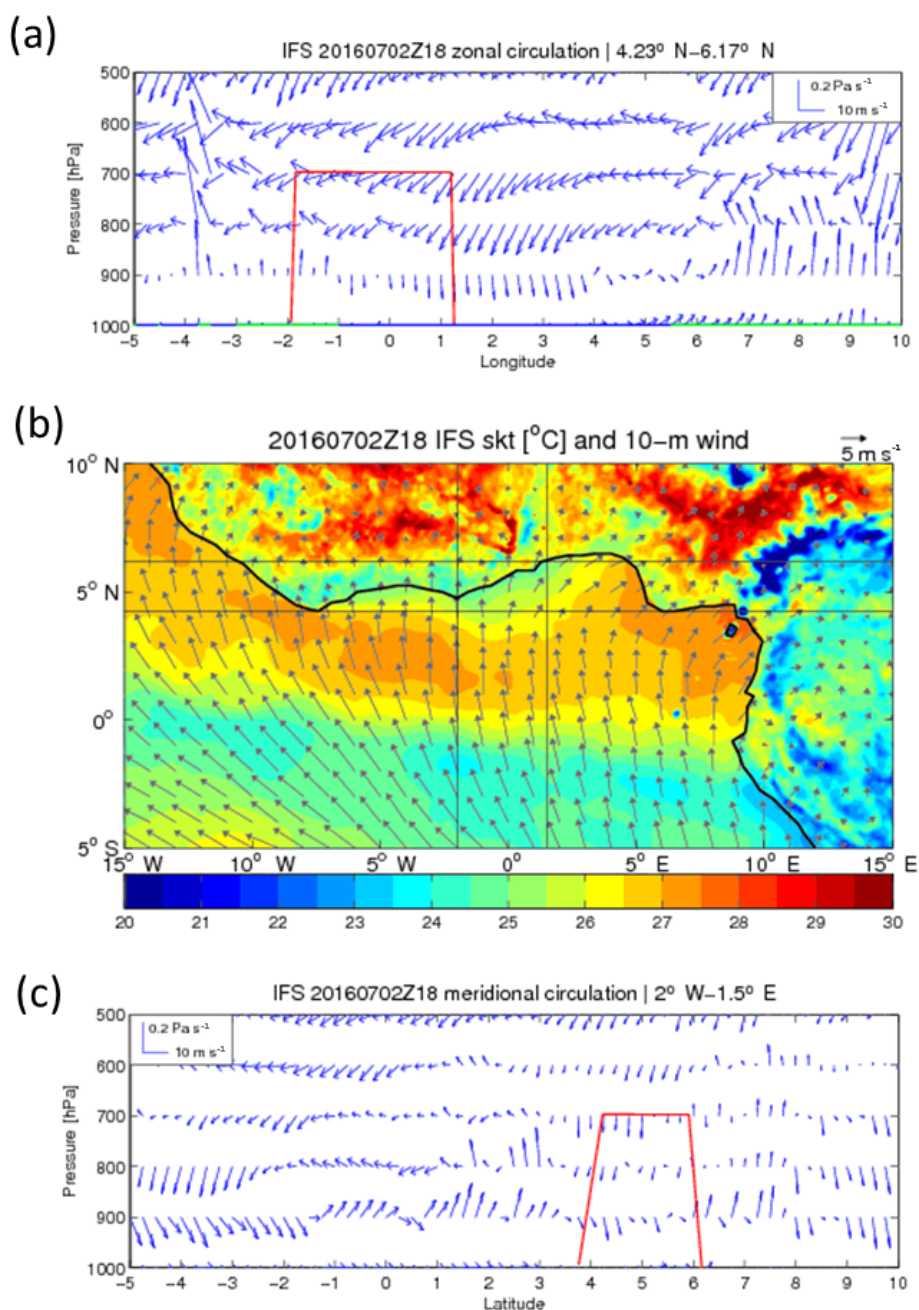 (a)
IFS 20160702Z18 zonal circulation | 4.23° N−6.17° N
0.2 Pa s⁻¹
10 m s⁻¹
Pressure [hPa]
500
600
700
800
900
1000
−5 −4 −3 −2 −1 0 1 2 3 4 5 6 7 8 9 10
Longitude
(b)
20160702Z18 IFS skt [°C] and 10−m wind
5 m s⁻¹
10° N
5° N
0°
5° S
15° W 10° W 5° W 0° 5° E 10° E 15° E
20 21 22 23 24 25 26 27 28 29 30
(c)
IFS 20160702Z18 meridional circulation | 2° W−1.5° E
0.2 Pa s⁻¹
10 m s⁻¹
Pressure [hPa]
500
600
700
800
900
1000
−5 −4 −3 −2 −1 0 1 2 3 4 5 6 7 8 9 10
Latitude